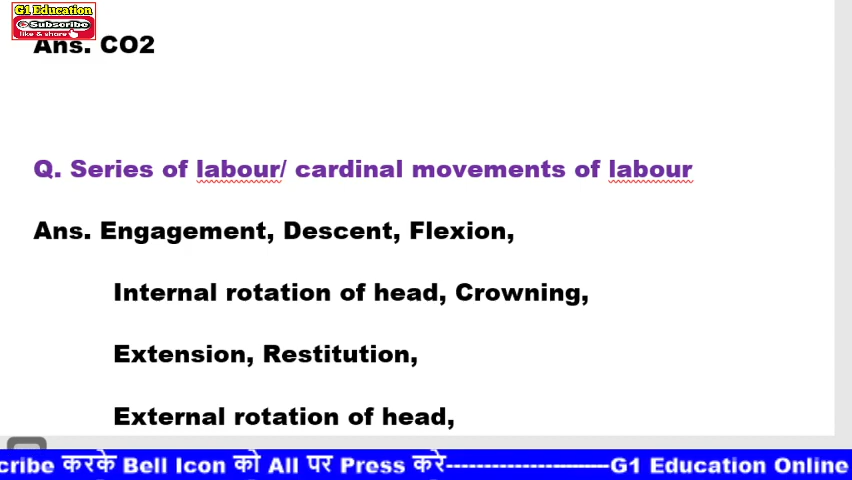 G1 Education
Subscribe
like & share
Ans. CO2
Q. Series of labour/ cardinal movements of labour
Ans. Engagement, Descent, Flexion,
Internal rotation of head, Crowning,
Extension, Restitution,
External rotation of head,
cribe करके Bell Icon को All पर Press करे----------------------G1 Education Online